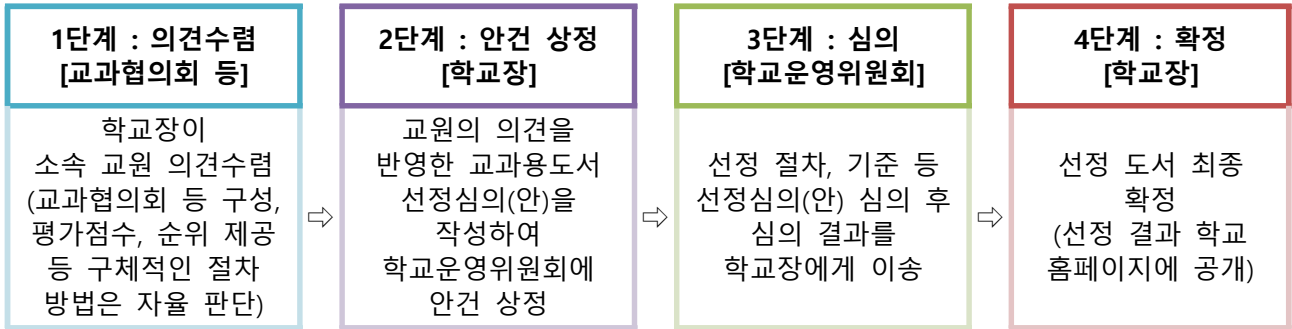 1단계 : 의견수렴
[교과협의회 등]
학교장이
소속 교원 의견수렴
(교과협의회 등 구성,
평가점수, 순위 제공
등 구체적인 절차
방법은 자율 판단)
⇨
2단계 : 안건 상정
[학교장]
교원의 의견을
반영한 교과용도서
선정심의(안)을
작성하여
학교운영위원회에
안건 상정
⇨
3단계 : 심의
[학교운영위원회]
선정 절차, 기준 등
선정심의(안) 심의 후
심의 결과를
학교장에게 이송
⇨
4단계 : 확정
[학교장]
선정 도서 최종
확정
(선정 결과 학교
홈페이지에 공개)